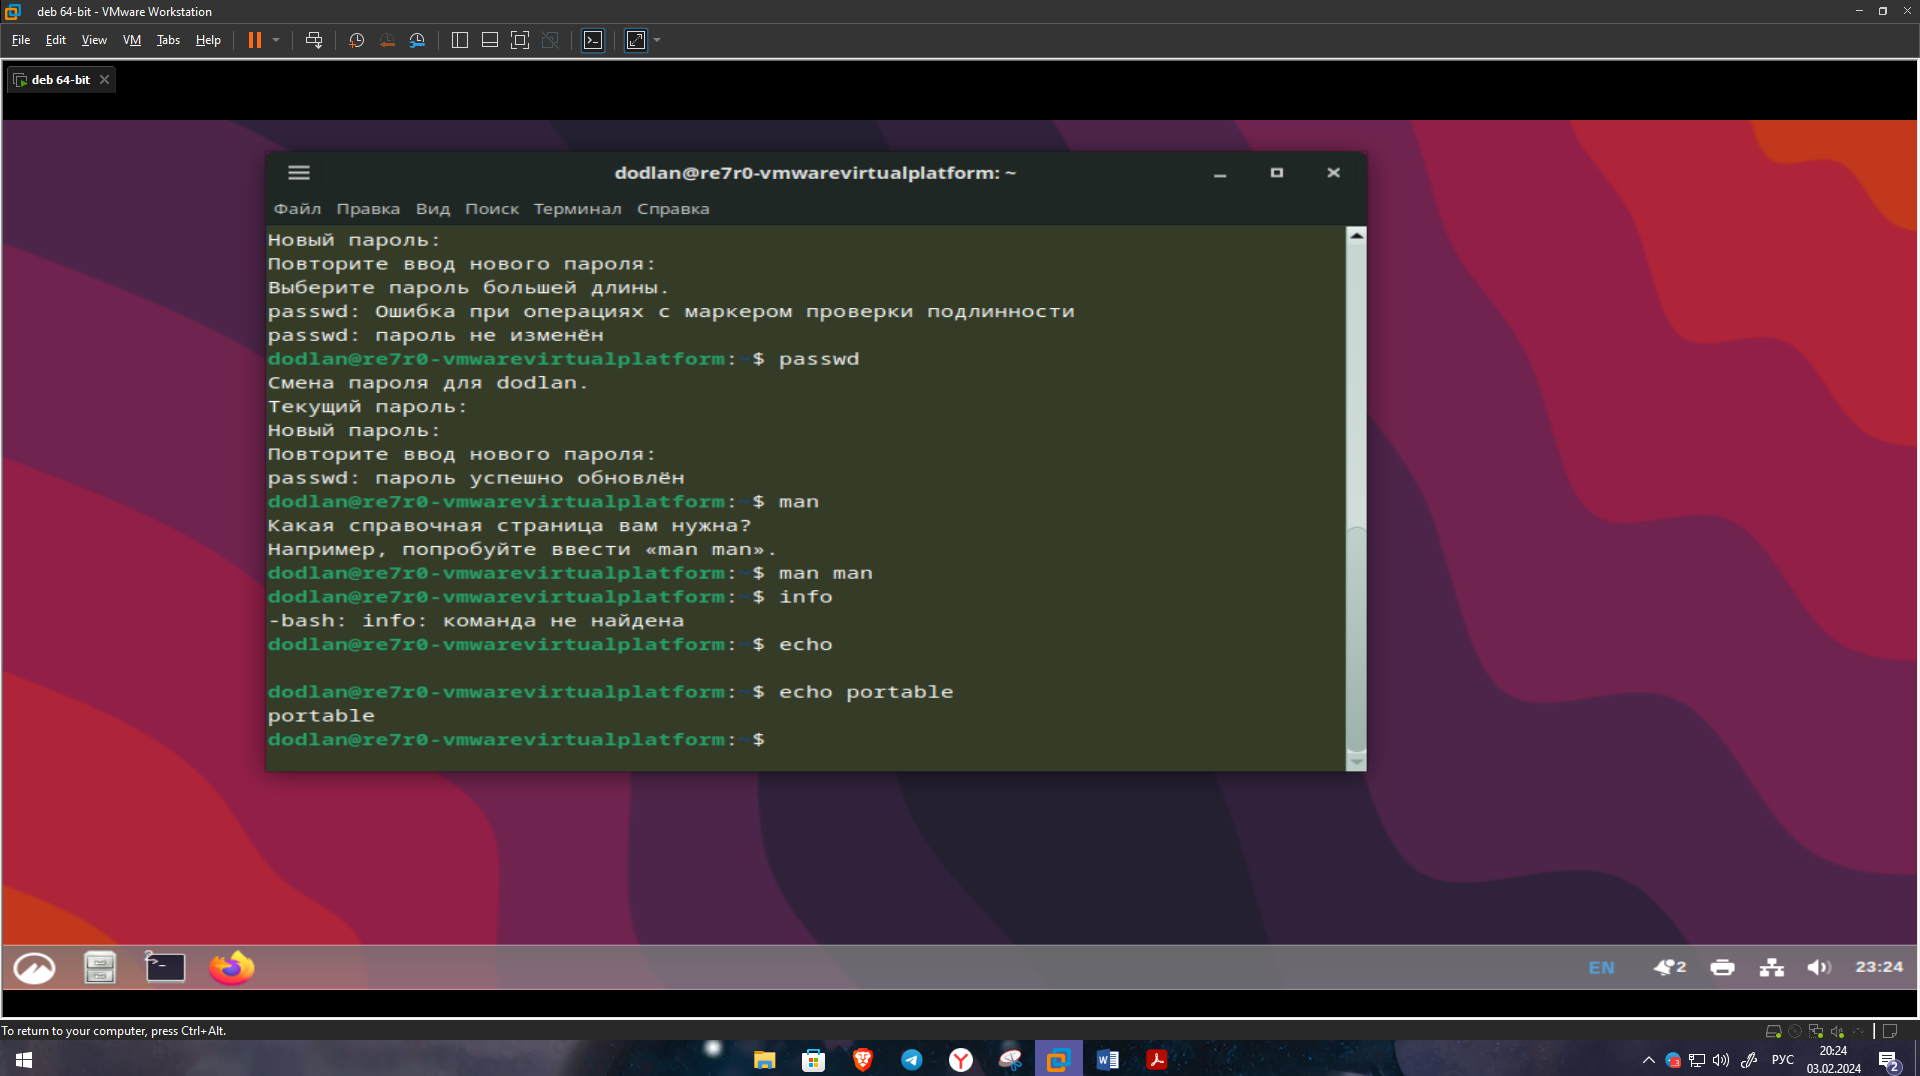 deb 64-bit - VMware Workstation
File Edit View VM Tabs Help
deb 64-bit
dodlan@re7r0-vmwarevirtualplatform: ~
Файл Правка Вид Поиск Терминал Справка
Новый пароль:
Повторите ввод нового пароля:
Выберите пароль большей длины.
passwd: Ошибка при операциях с маркером проверки подлинности
passwd: пароль не изменён
dodlan@re7r0-vmwarevirtualplatform:~$ passwd
Смена пароля для dodlan.
Текущий пароль:
Новый пароль:
Повторите ввод нового пароля:
passwd: пароль успешно обновлён
dodlan@re7r0-vmwarevirtualplatform:~$ man
Какая справочная страница вам нужна?
Например, попробуйте ввести «man man».
dodlan@re7r0-vmwarevirtualplatform:~$ man man
dodlan@re7r0-vmwarevirtualplatform:~$ info
-bash: info: команда не найдена
dodlan@re7r0-vmwarevirtualplatform:~$ echo
dodlan@re7r0-vmwarevirtualplatform:~$ echo portable
portable
dodlan@re7r0-vmwarevirtualplatform:~$
2
EN 2 23:24
To return to your computer, press Ctrl+Alt.
РУС 20:24
03.02.2024 2